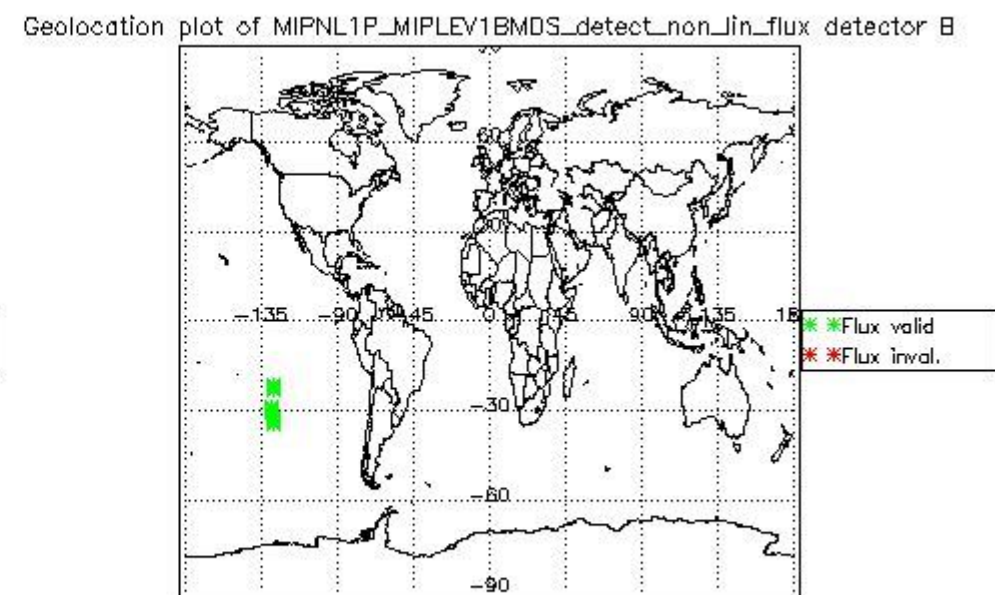 Geolocation plot of MIPNL1P_MIPLEV1BMDS_detect_non_lin_flux detector B
60
-135 -90 -45 0 45 90 135
Flux valid
Flux inval.
-30
-60
-90